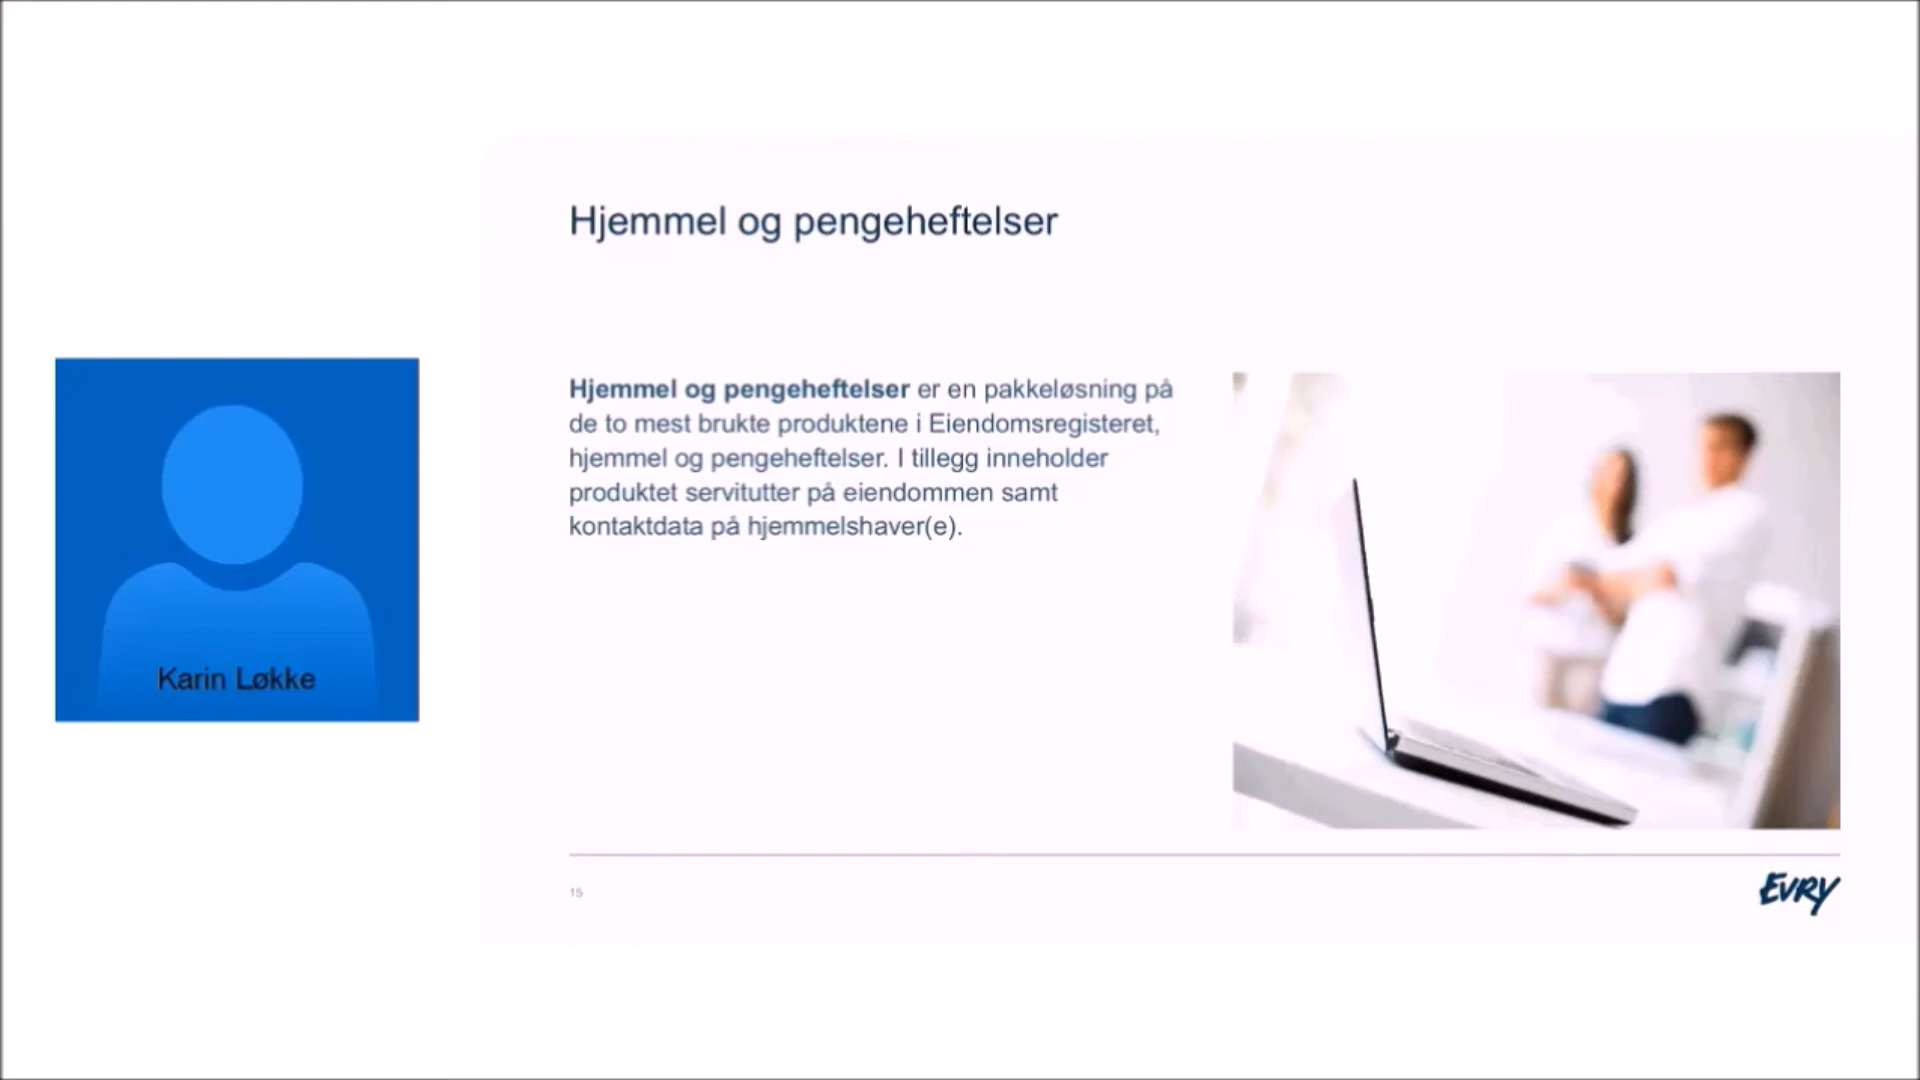 Hjemmel og pengeheftelser
Hjemmel og pengeheftelser er en pakkeløsning på
de to mest brukte produktene i Eiendomsregisteret,
hjemmel og pengeheftelser. I tillegg inneholder
produktet servitutter på eiendommen samt
kontaktdata på hjemmelshaver(e).
Karin Løkke
15
EVRY